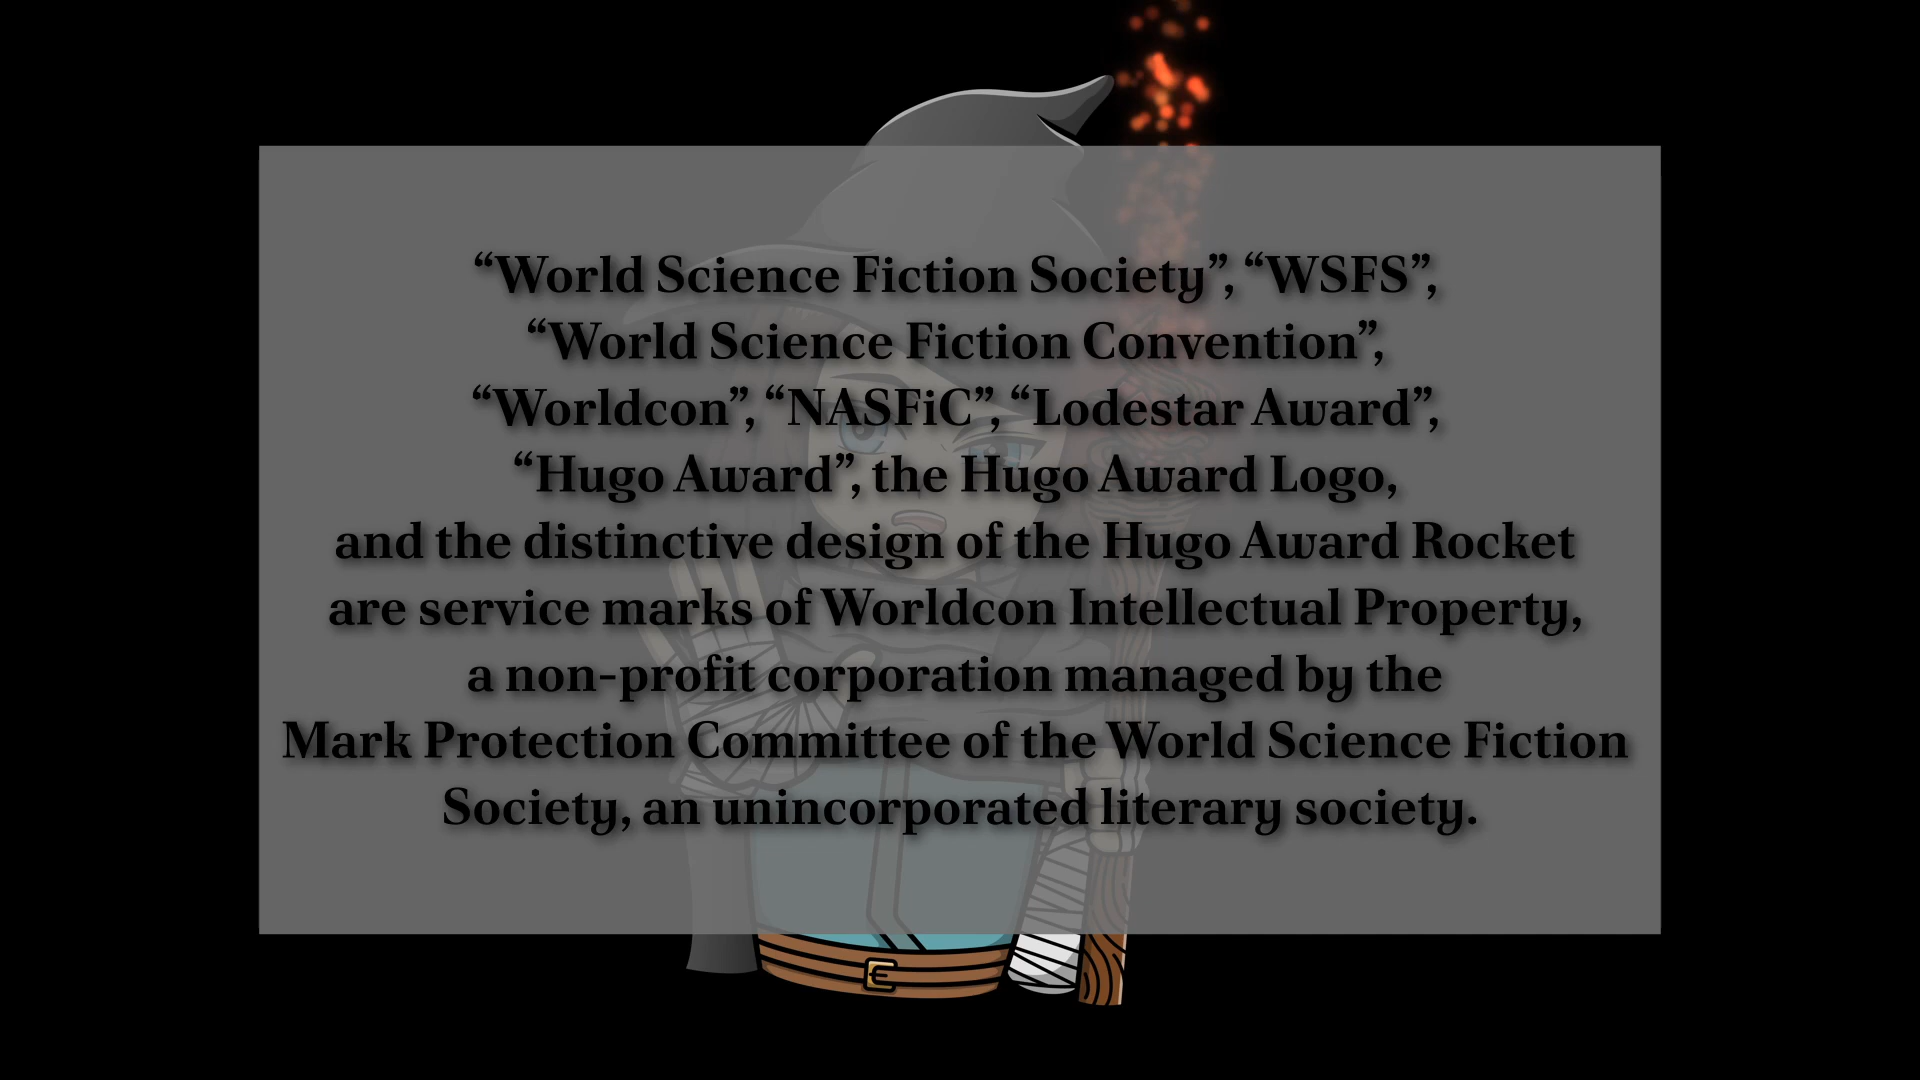 “World Science Fiction Society”, “WSFS”,
“World Science Fiction Convention”,
“Worldcon”, “NASFiC”, “Lodestar Award”,
“Hugo Award”, the Hugo Award Logo,
and the distinctive design of the Hugo Award Rocket
are service marks of Worldcon Intellectual Property,
a non-profit corporation managed by the
Mark Protection Committee of the World Science Fiction
Society, an unincorporated literary society.